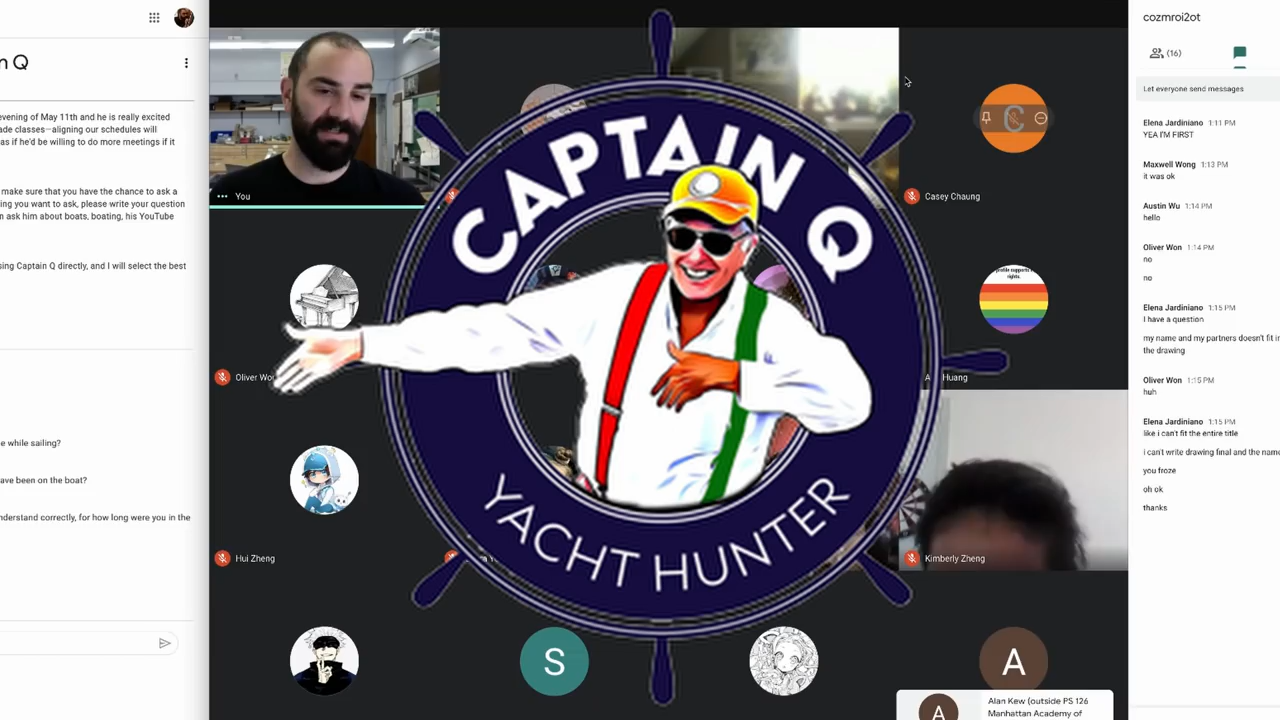 n Q
evening of May 11th and he is really excited
ade classes–aligning our schedules will
as if he'd be willing to do more meetings if it
make sure that you have the chance to ask a
ing you want to ask, please write your question
n ask him about boats, boating, his YouTube
sing Captain Q directly, and I will select the best
e while sailing?
ave been on the boat?
nderstand correctly, for how long were you in the
You
CAPTAIN Q
YACHT HUNTER
C
Casey Chaung
profile supports
rights.
Oliver Wo
A
Huang
Hui Zheng
Kimberly Zheng
S
A
A
Alan Kew (outside PS 126
Manhattan Academy of
cozmroi2ot
(16)
Let everyone send messages
Elena Jardiniano 1:11 PM
YEA I'M FIRST
Maxwell Wong 1:13 PM
it was ok
Austin Wu 1:14 PM
hello
Oliver Won 1:14 PM
no
no
Elena Jardiniano 1:15 PM
I have a question
my name and my partners doesn't fit in
the drawing
Oliver Won 1:15 PM
huh
Elena Jardiniano 1:15 PM
like i can't fit the entire title
i can't write drawing final and the name
you froze
oh ok
thanks